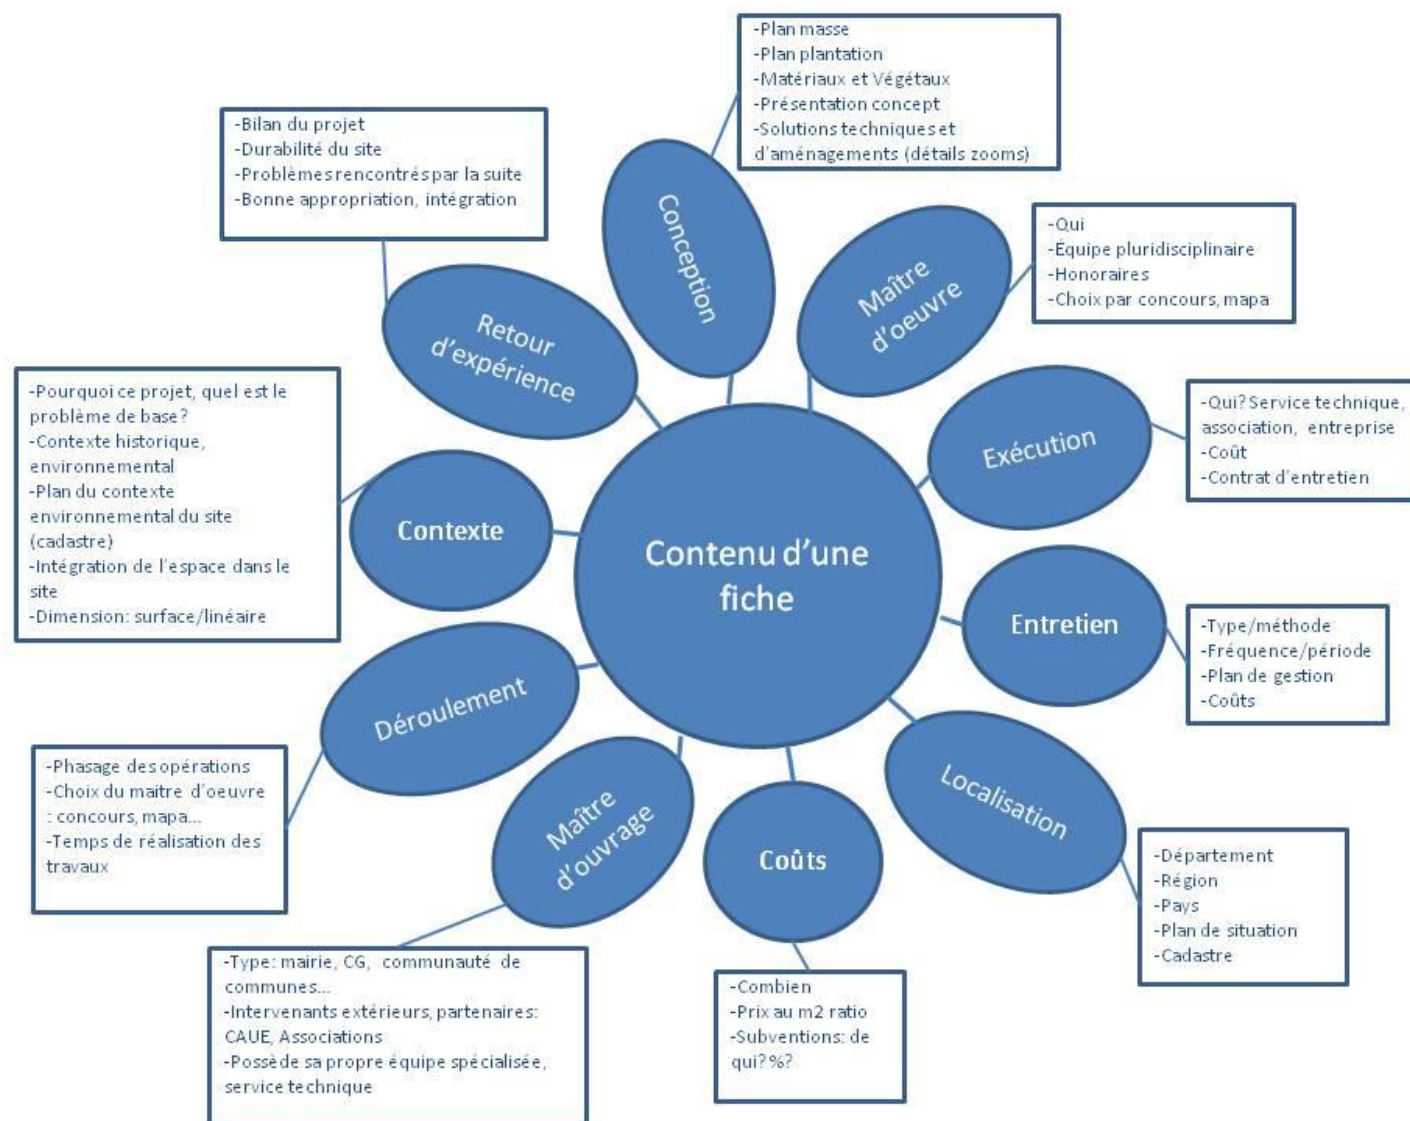 -Plan masse
-Plan plantation
-Matériaux et Végétaux
-Présentation concept
-Solutions techniques et
d'aménagements (détails zooms)
-Bilan du projet
-Durabilité du site
-Problèmes rencontrés par la suite
-Bonne appropriation, intégration
Conception
-Qui
-Équipe pluridisciplinaire
-Honoraires
-Choix par concours, mapa
Maître
d'oeuvre
Retour
d'expérience
-Pourquoi ce projet, quel est le
problème de base?
-Contexte historique,
environnemental
-Plan du contexte
environnemental du site
(cadastre)
-Intégration de l'espace dans le
site
-Dimension: surface/linéaire
Exécution
-Qui? Service technique,
association, entreprise
-Coût
-Contrat d'entretien
Contexte
Contenu d'une
fiche
Entretien
-Type/méthode
-Fréquence/période
-Plan de gestion
-Coûts
Déroulement
-Phasage des opérations
-Choix du maitre d'oeuvre
: concours, mapa...
-Temps de réalisation des
travaux
Maître
d'ouvrage
Coûts
Localisation
-Département
-Région
-Pays
-Plan de situation
-Cadastre
-Type: mairie, CG, communauté de
communes...
-Intervenants extérieurs, partenaires:
CAUE, Associations
-Possède sa propre équipe spécialisée,
service technique
-Combien
-Prix au m2 ratio
-Subventions: de
qui? %?